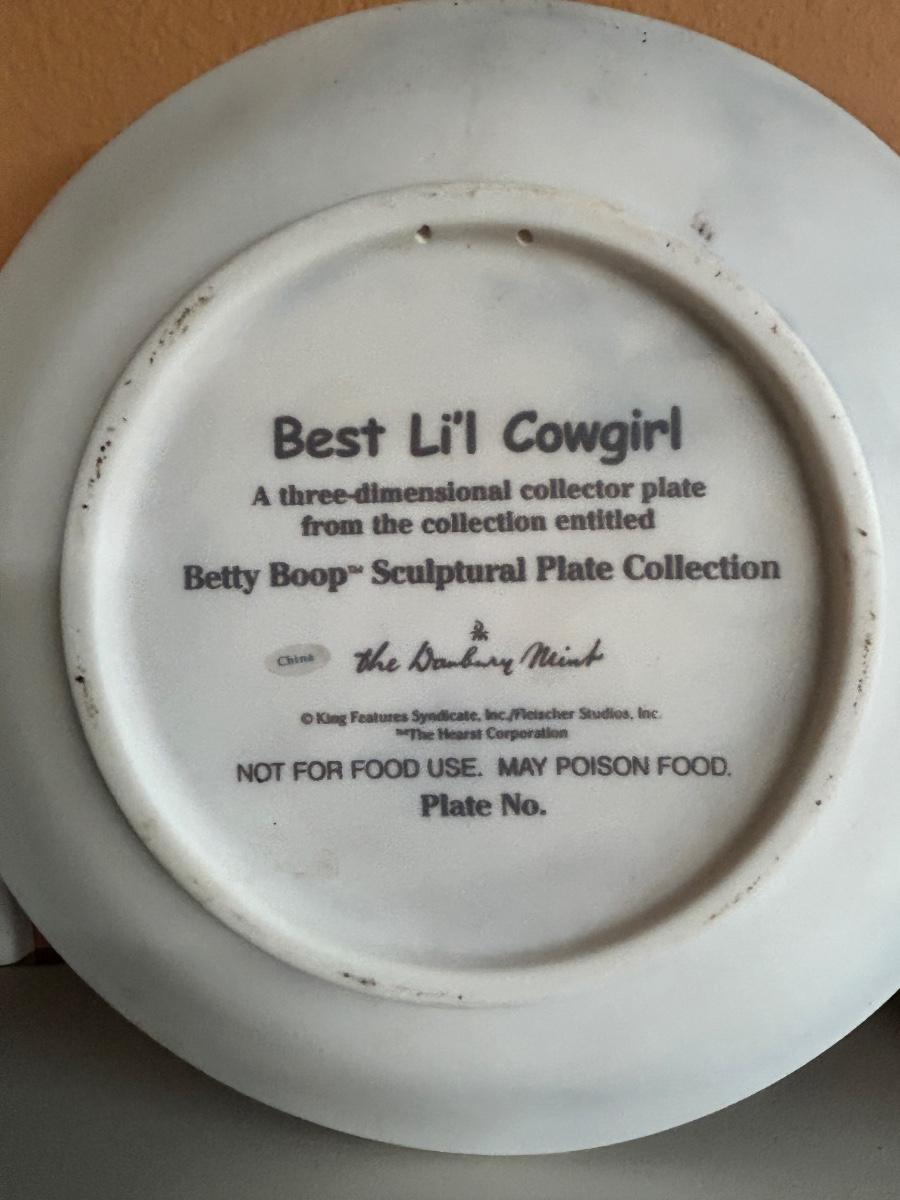 Best Li'l Cowgirl
A three-dimensional collector plate
from the collection entitled
Betty Boop™ Sculptural Plate Collection
China
the Danbury Mint
© King Features Syndicate, Inc./Fleischer Studios, Inc.
™The Hearst Corporation
NOT FOR FOOD USE. MAY POISON FOOD.
Plate No.